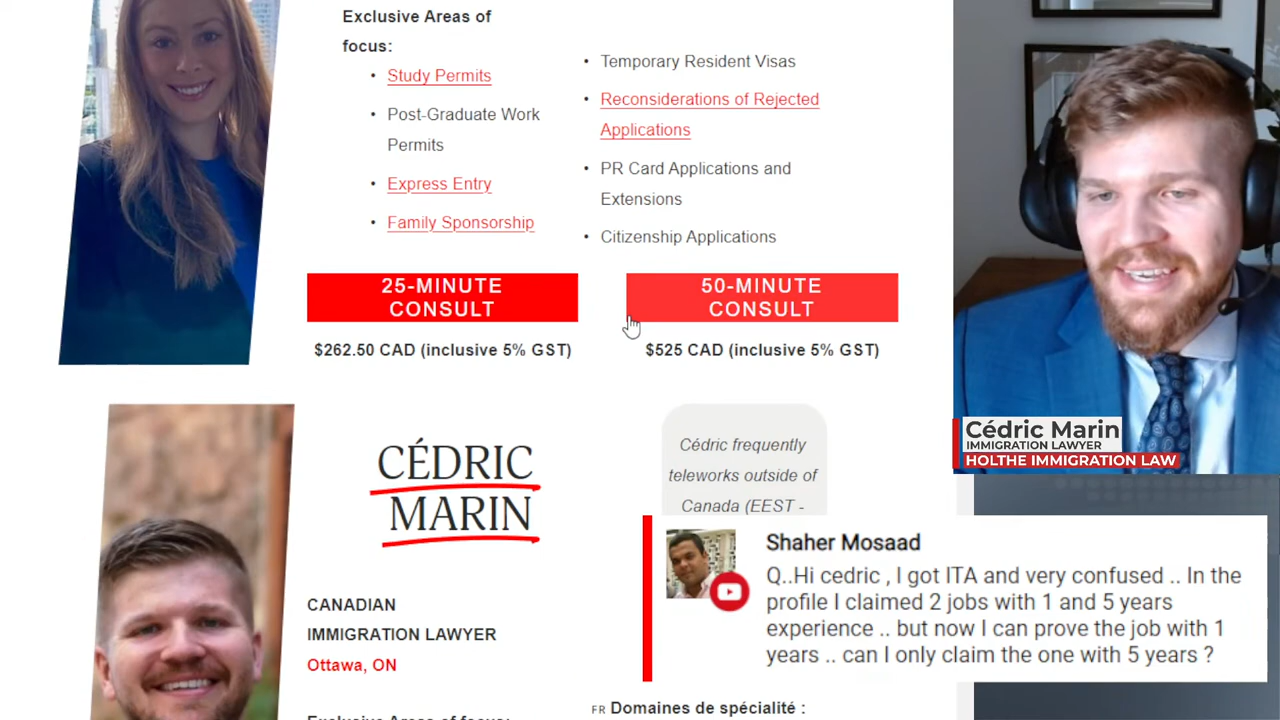 Exclusive Areas of
focus:
• Study Permits
• Post-Graduate Work
Permits
• Express Entry
• Family Sponsorship
• Temporary Resident Visas
• Reconsiderations of Rejected
Applications
• PR Card Applications and
Extensions
• Citizenship Applications
25-MINUTE
CONSULT
$262.50 CAD (inclusive 5% GST)
50-MINUTE
CONSULT
$525 CAD (inclusive 5% GST)
CÉDRIC
MARIN
CANADIAN
IMMIGRATION LAWYER
Ottawa, ON
Exclusive Areas of focus:
Cédric frequently
teleworks outside of
Canada (EEST -
FR Domaines de spécialité :
Cédric Marin
IMMIGRATION LAWYER
HOLTHE IMMIGRATION LAW
Shaher Mosaad
Q..Hi cedric , I got ITA and very confused .. In the
profile I claimed 2 jobs with 1 and 5 years
experience .. but now I can prove the job with 1
years .. can I only claim the one with 5 years ?